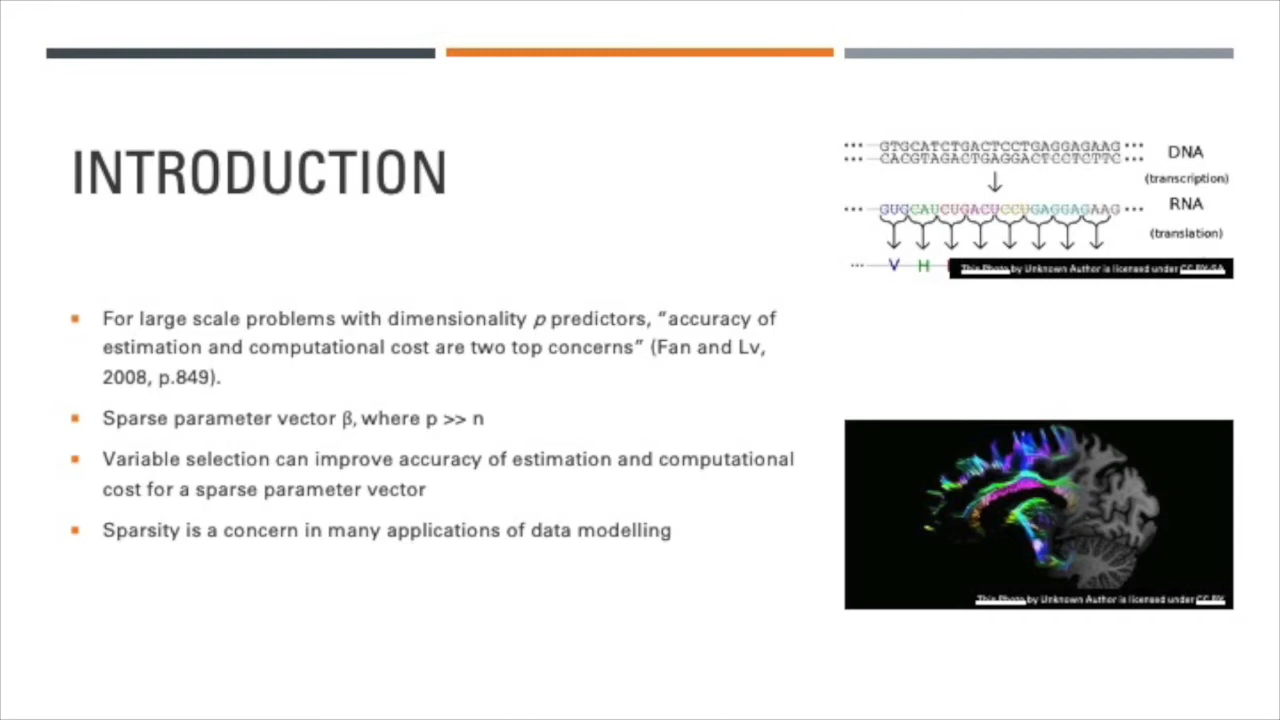 INTRODUCTION
For large scale problems with dimensionality p predictors, “accuracy of
estimation and computational cost are two top concerns” (Fan and Lv,
2008, p.849).
Sparse parameter vector β, where p >> n
Variable selection can improve accuracy of estimation and computational
cost for a sparse parameter vector
Sparsity is a concern in many applications of data modelling
··· GTGCATCTGACTCCTGAGGAGAAG ··· DNA
··· CACGTAGACTGAGGACTCCTCTTC ···
(transcription)
··· GUGCAUCUGACUCCUGAGGAGAAG ··· RNA
(translation)
··· V H
This Photo by Unknown Author is licensed under CC BY-SA
This Photo by Unknown Author is licensed under CC BY